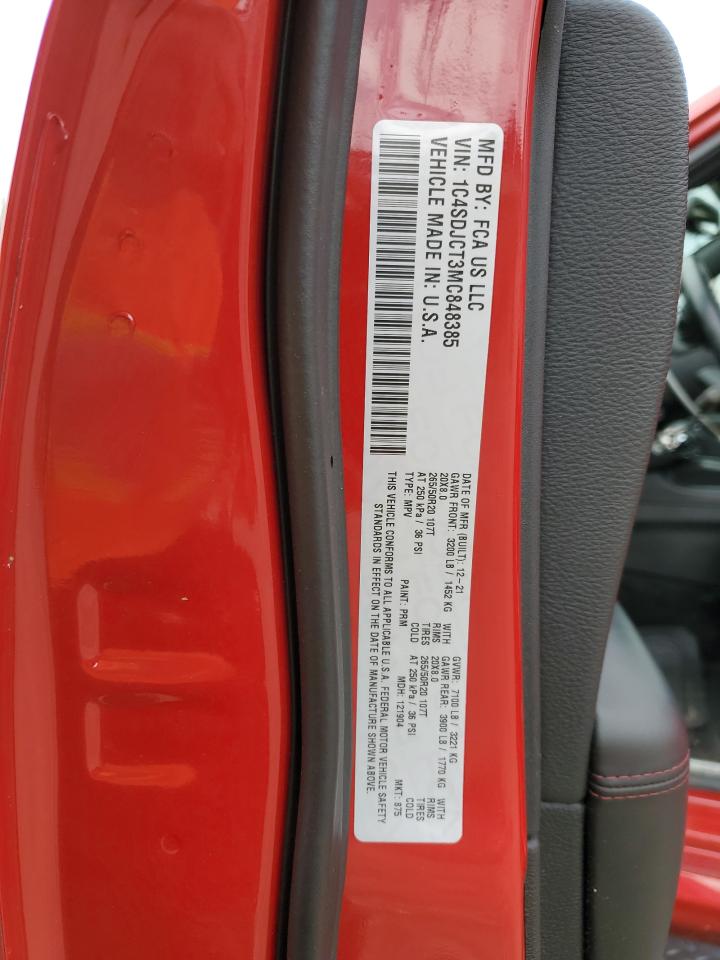 MFD BY: FCA US LLC
VIN: 1C4SDJCT3MC848385
VEHICLE MADE IN: U.S.A.
DATE OF MFR (BUILT): 12-21 GVWR: 7100 LB / 3221 KG
GAWR FRONT: 3200 LB / 1452 KG WITH GAWR REAR: 3900 LB / 1770 KG WITH
20X8.0 RIMS 20X8.0 RIMS
265/50R20 107T TIRES 265/50R20 107T TIRES
AT 250 kPa / 36 PSI COLD AT 250 kPa / 36 PSI COLD
TYPE: MPV PAINT: PRM MDH: 121904 MKT: 875
THIS VEHICLE CONFORMS TO ALL APPLICABLE U.S.A. FEDERAL MOTOR VEHICLE SAFETY
STANDARDS IN EFFECT ON THE DATE OF MANUFACTURE SHOWN ABOVE.